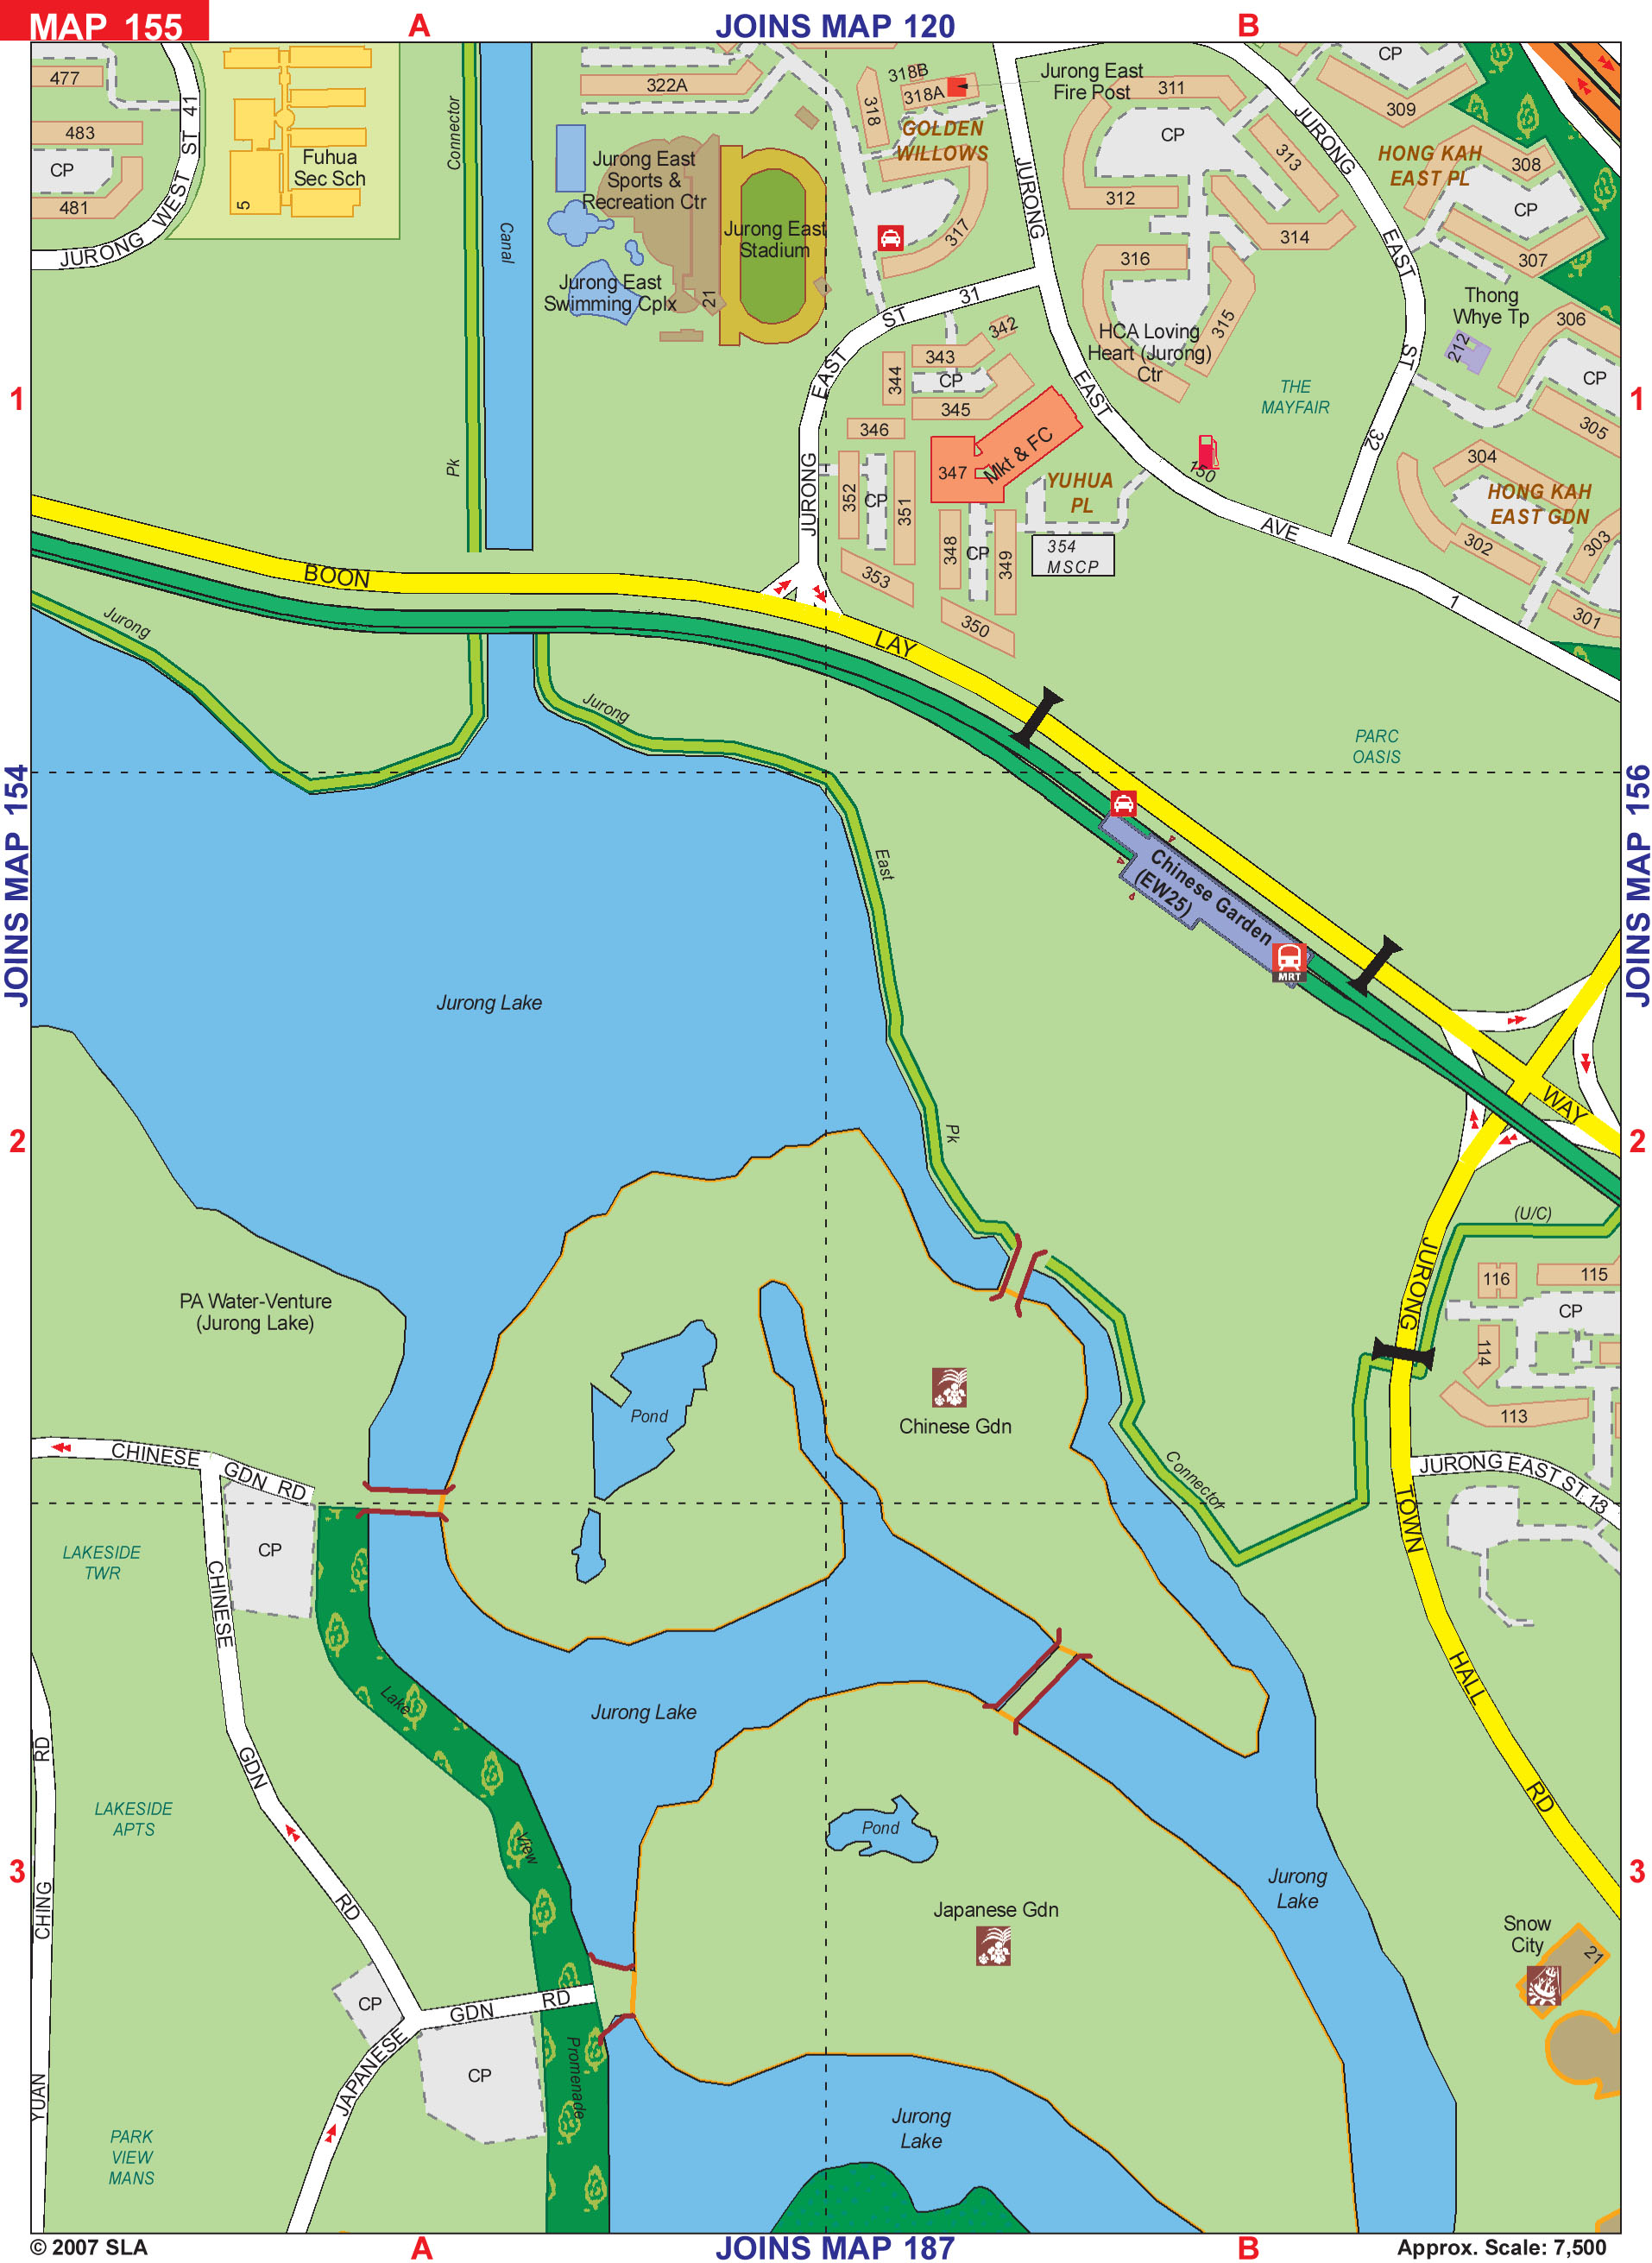 MAP 155
A
JOINS MAP 120
B
477
483
CP
481
JURONG WEST ST 41
5
Fuhua
Sec Sch
Connector
Pk
Canal
322A
Jurong East
Sports &
Recreation Ctr
Jurong East
Stadium
Jurong East
Swimming Cplx
21
318
318B
318A
GOLDEN
WILLOWS
317
Jurong East
Fire Post
311
CP
312
313
314
316
315
HCA Loving
Heart (Jurong)
Ctr
CP
309
HONG KAH
EAST PL
308
CP
307
Thong
Whye Tp
212
306
CP
305
304
HONG KAH
EAST GDN
302
303
301
JURONG EAST ST 32
JURONG EAST AVE 1
JURONG EAST ST 31
THE
MAYFAIR
150
342
343
344
CP
345
346
347
Mkt & FC
YUHUA
PL
352
CP
351
348
CP
349
354
MSCP
353
350
1
1
BOON LAY WAY
Jurong
Jurong
East
Pk
Connector
PARC
OASIS
JOINS MAP 154
JOINS MAP 156
Chinese Garden
(EW25)
MRT
Jurong Lake
2
2
(U/C)
116
115
CP
114
113
JURONG EAST ST 13
JURONG TOWN HALL RD
PA Water-Venture
(Jurong Lake)
Pond
Chinese Gdn
CHINESE GDN RD
CP
LAKESIDE
TWR
CHINESE GDN RD
Lake View Promenade
Jurong Lake
LAKESIDE
APTS
YUAN CHING RD
3
3
Pond
Japanese Gdn
Jurong
Lake
Snow
City
21
CP
JAPANESE GDN RD
CP
Jurong
Lake
PARK
VIEW
MANS
© 2007 SLA
A
JOINS MAP 187
B
Approx. Scale: 7,500